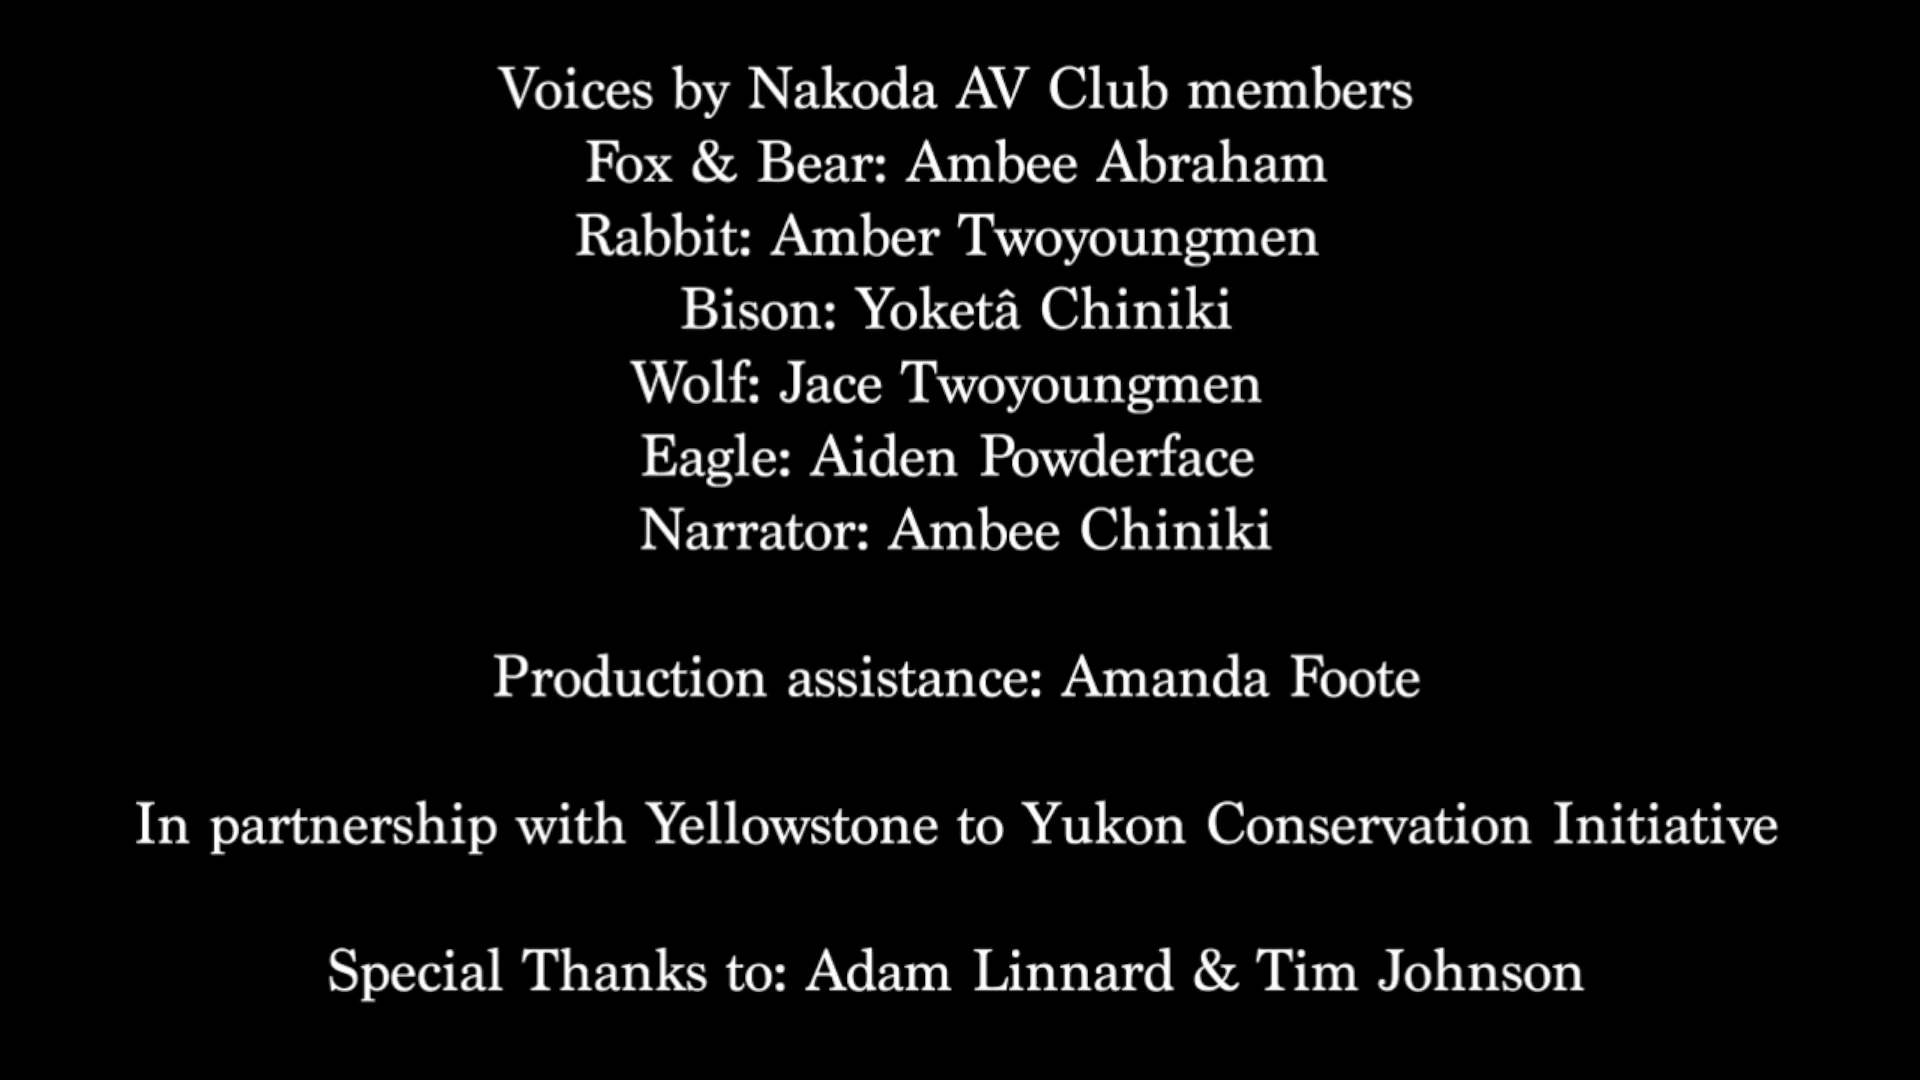 Voices by Nakoda AV Club members
Fox & Bear: Ambee Abraham
Rabbit: Amber Twoyoungmen
Bison: Yoketâ Chiniki
Wolf: Jace Twoyoungmen
Eagle: Aiden Powderface
Narrator: Ambee Chiniki
Production assistance: Amanda Foote
In partnership with Yellowstone to Yukon Conservation Initiative
Special Thanks to: Adam Linnard & Tim Johnson